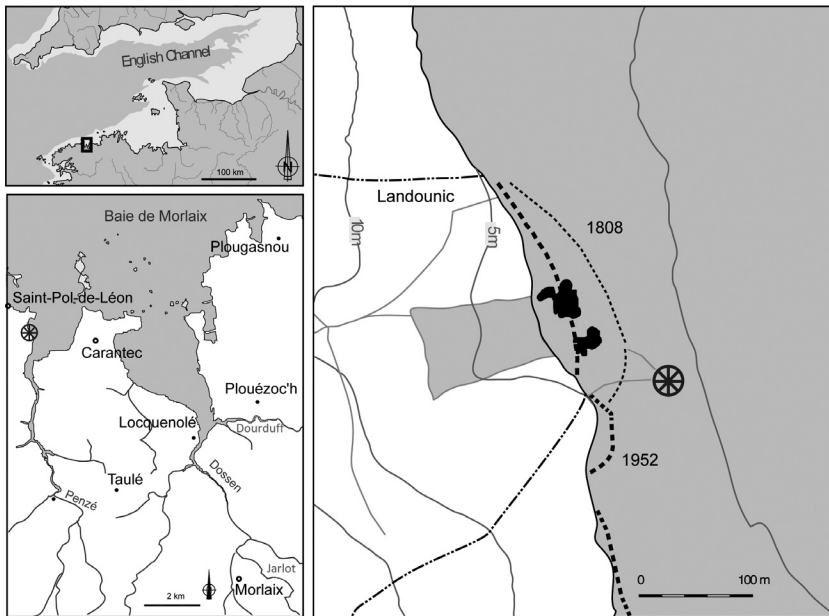 English Channel
N
100 km
Baie de Morlaix
Plougasnou
Saint-Pol-de-Léon
Carantec
Plouézoc'h
Locquenolé
Dourduff
Taulé
Dossen
Penzé
Jarlot
Morlaix
2 km
Landounic
10m
5m
1808
1952
0 100 m